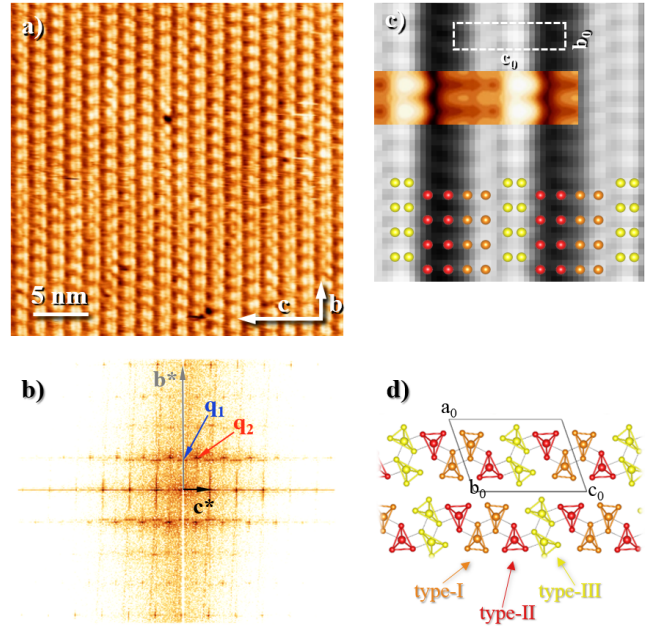 a)
5 nm
c
b
b)
b*
q1
q2
c*
c)
c0
b0
d)
a0
b0
c0
type-I
type-II
type-III